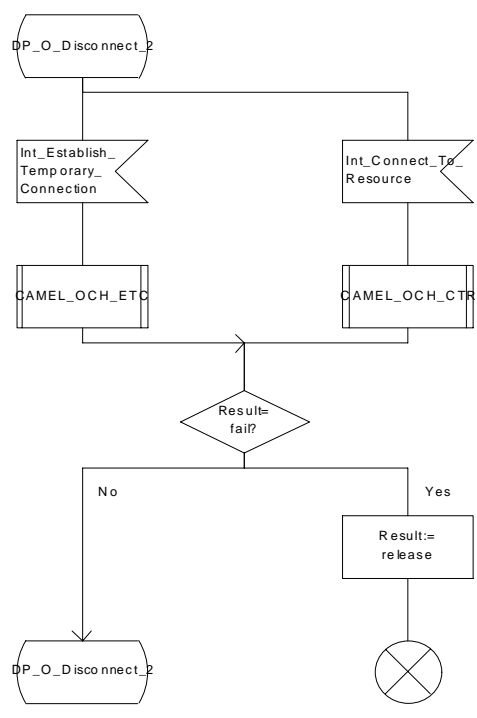 DP_O_Disconnect_2
Int_Establish_
Temporary_
Connection
Int_Connect_To_
Resource
CAMEL_OCH_ETC
CAMEL_OCH_CTR
Result=
fail?
No
Yes
Result:=
release
DP_O_Disconnect_2